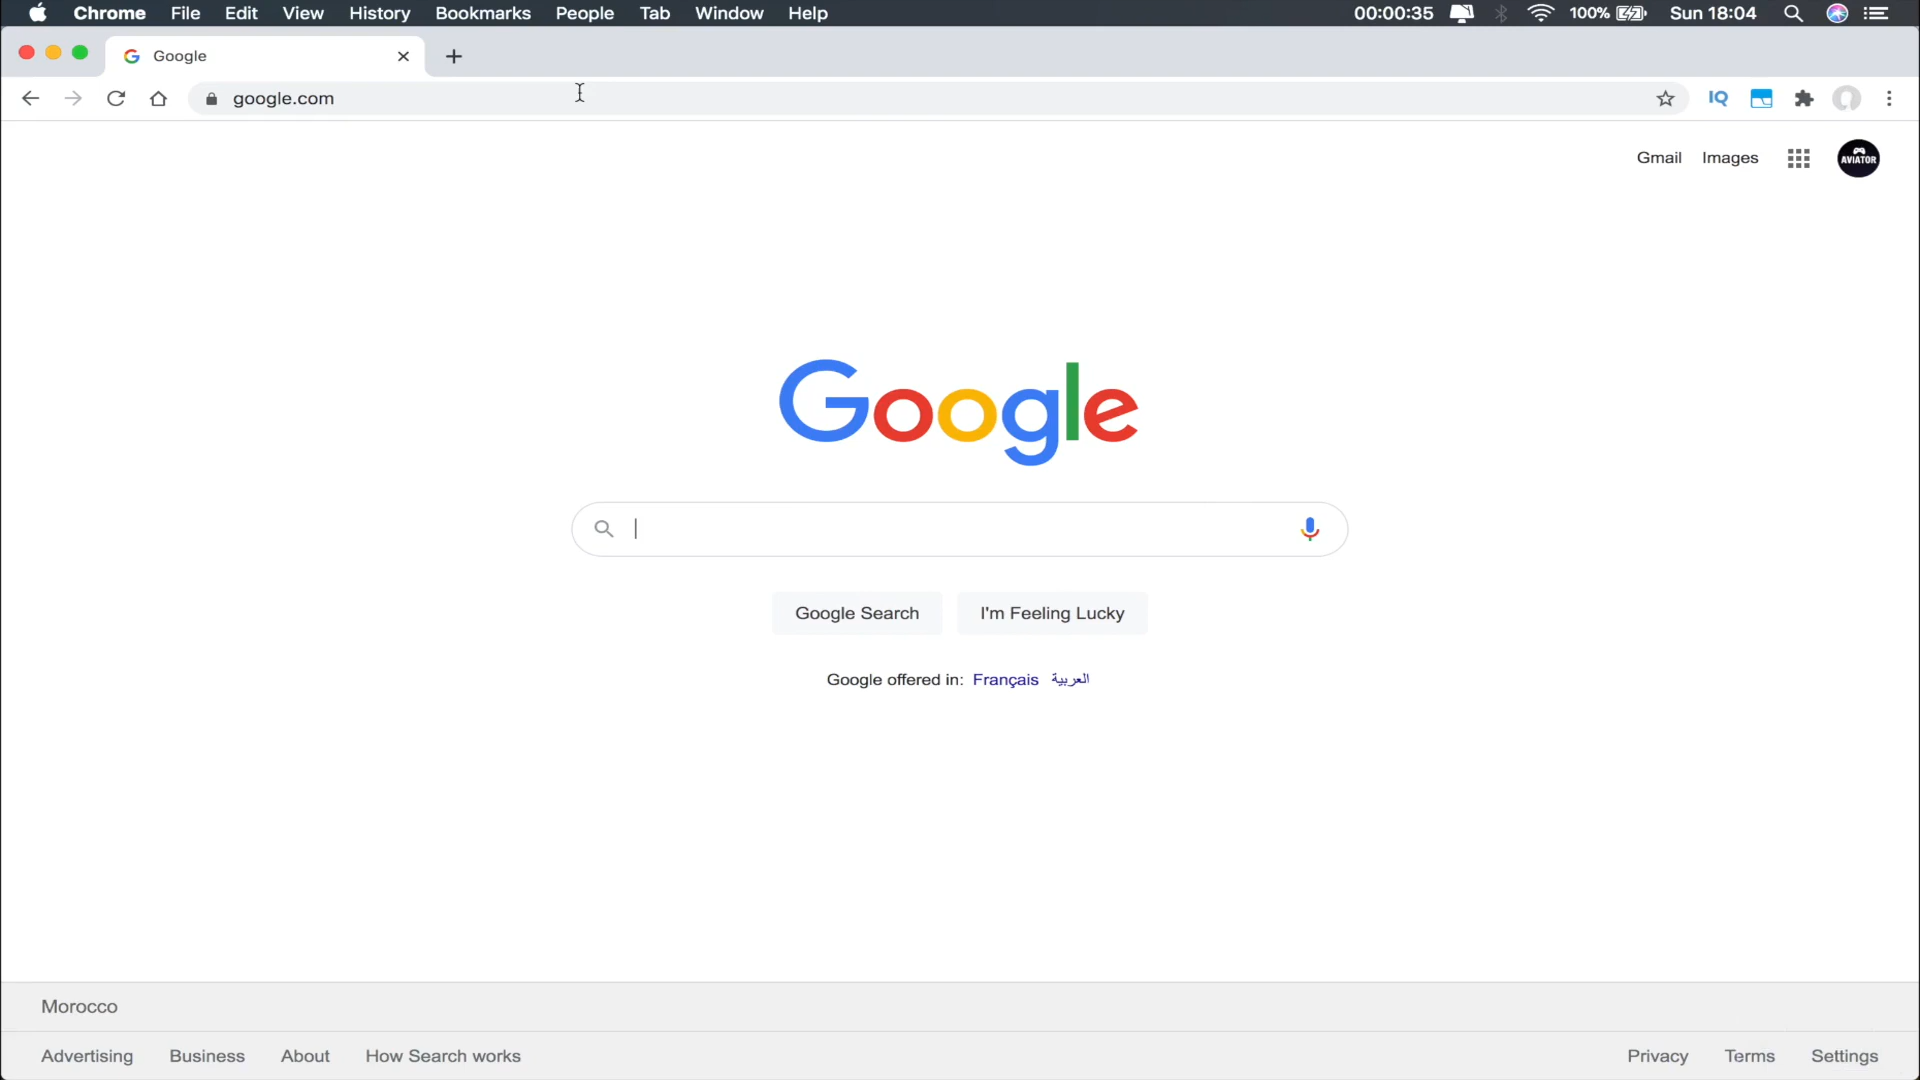 Chrome File Edit View History Bookmarks People Tab Window Help 00:00:35 100% Sun 18:04
Google
google.com IQ
Gmail Images AVIATOR
Google
Google Search I'm Feeling Lucky
Google offered in: Français العربية
Morocco
Advertising Business About How Search works Privacy Terms Settings